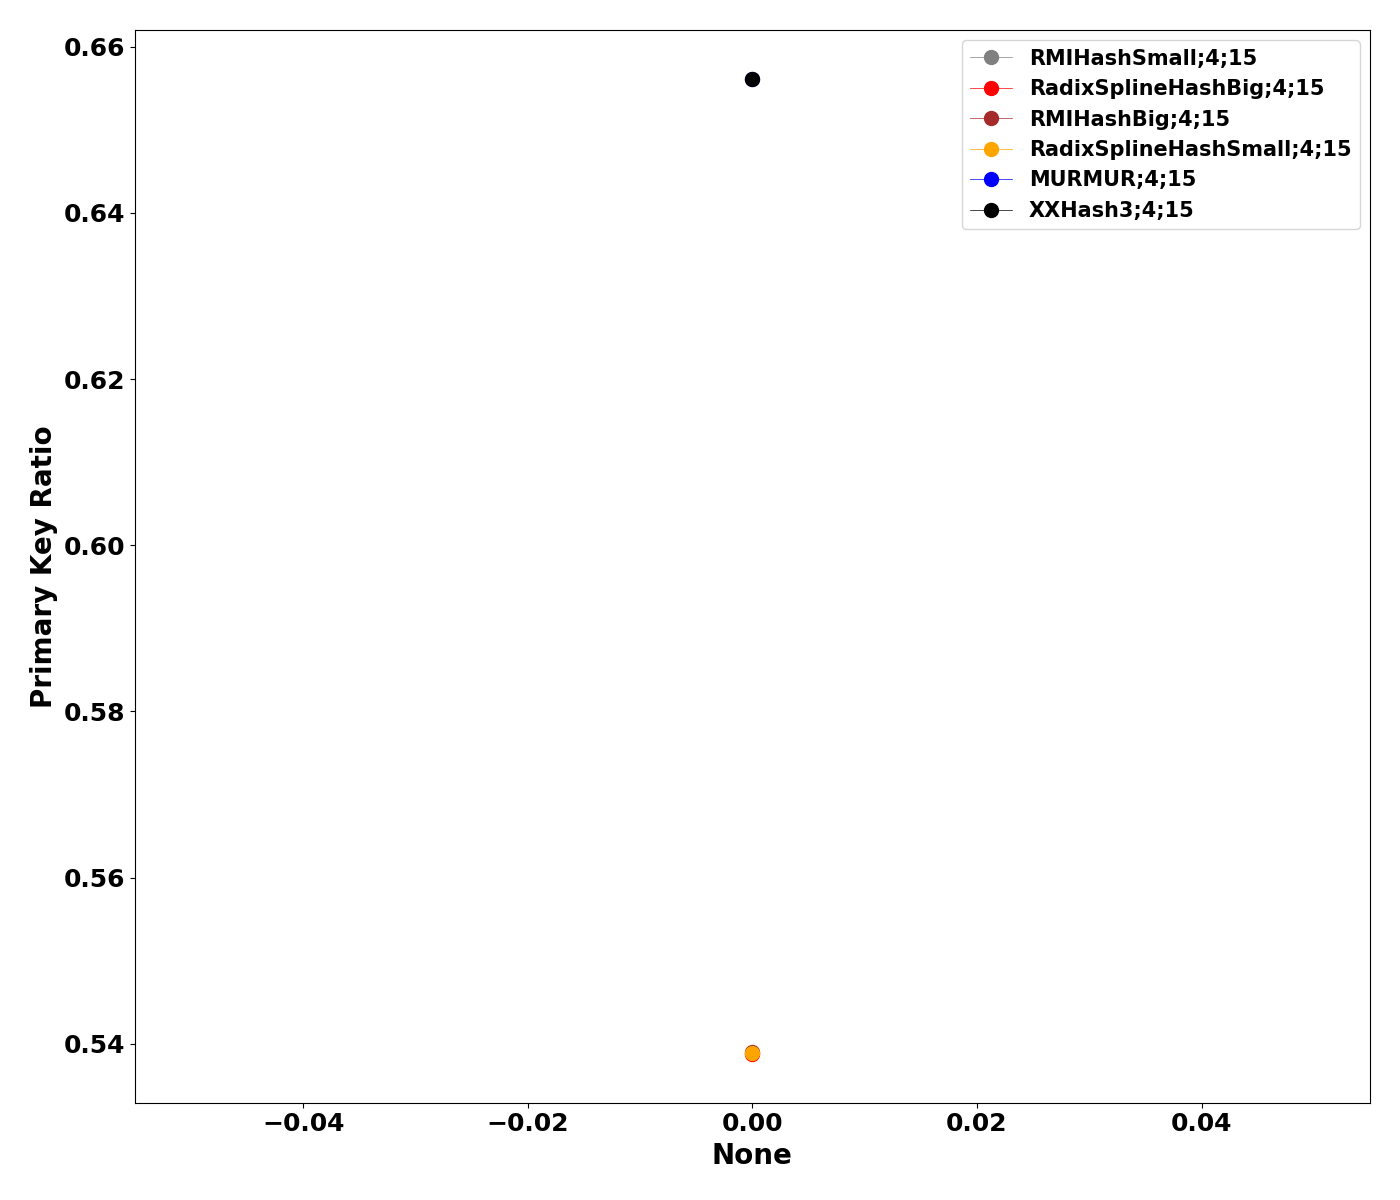 Primary Key Ratio
0.66
0.64
0.62
0.60
0.58
0.56
0.54
−0.04
−0.02
0.00
0.02
0.04
None
RMIHashSmall;4;15
RadixSplineHashBig;4;15
RMIHashBig;4;15
RadixSplineHashSmall;4;15
MURMUR;4;15
XXHash3;4;15